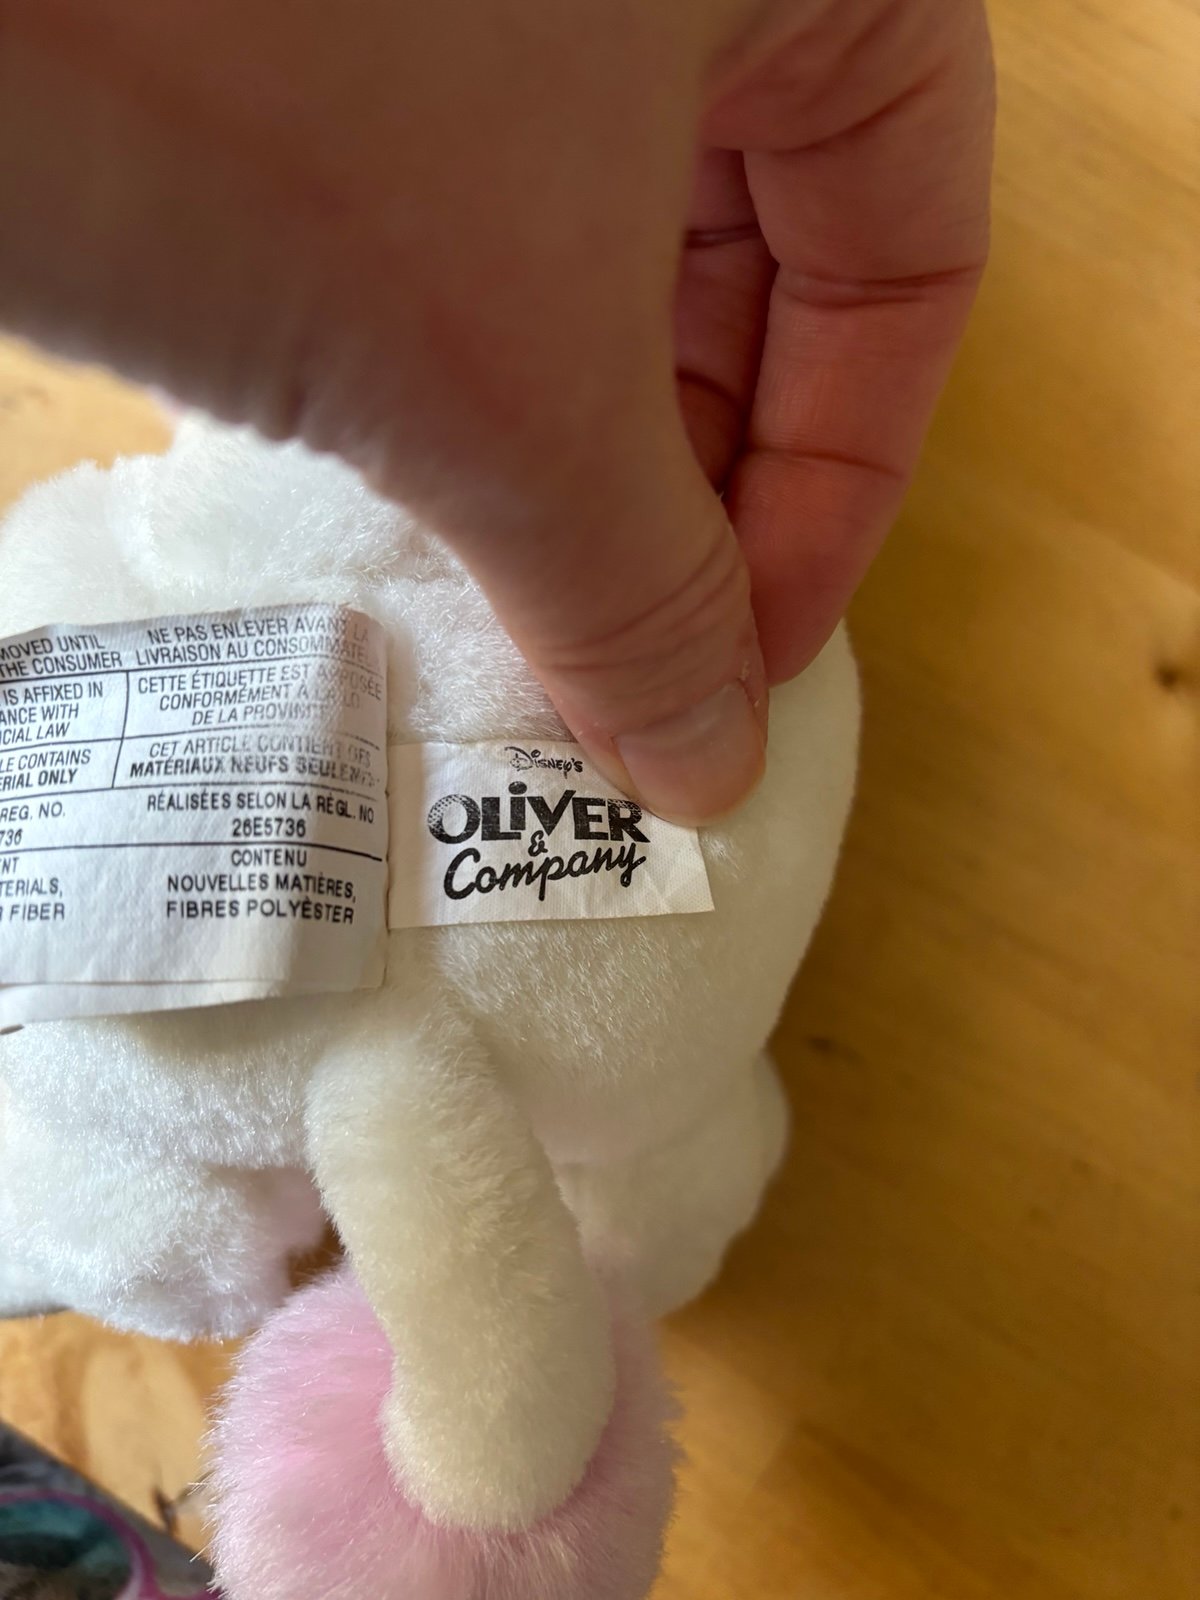 MOVED UNTIL
THE CONSUMER
NE PAS ENLEVER AVANT LA
LIVRAISON AU CONSOMMATEUR
IS AFFIXED IN
ANCE WITH
CIAL LAW
CETTE ÉTIQUETTE EST APPOSÉE
CONFORMÉMENT À LA LOI
DE LA PROVINCE
LE CONTAINS
ERIAL ONLY
CET ARTICLE CONTIENT DES
MATÉRIAUX NEUFS SEULEMENT
REG. NO.
736
RÉALISÉES SELON LA RÉGL. NO
26E5736
NT
TERIALS,
FIBER
CONTENU
NOUVELLES MATIÈRES,
FIBRES POLYÈSTER
DISNEY'S
OLIVER
&
Company